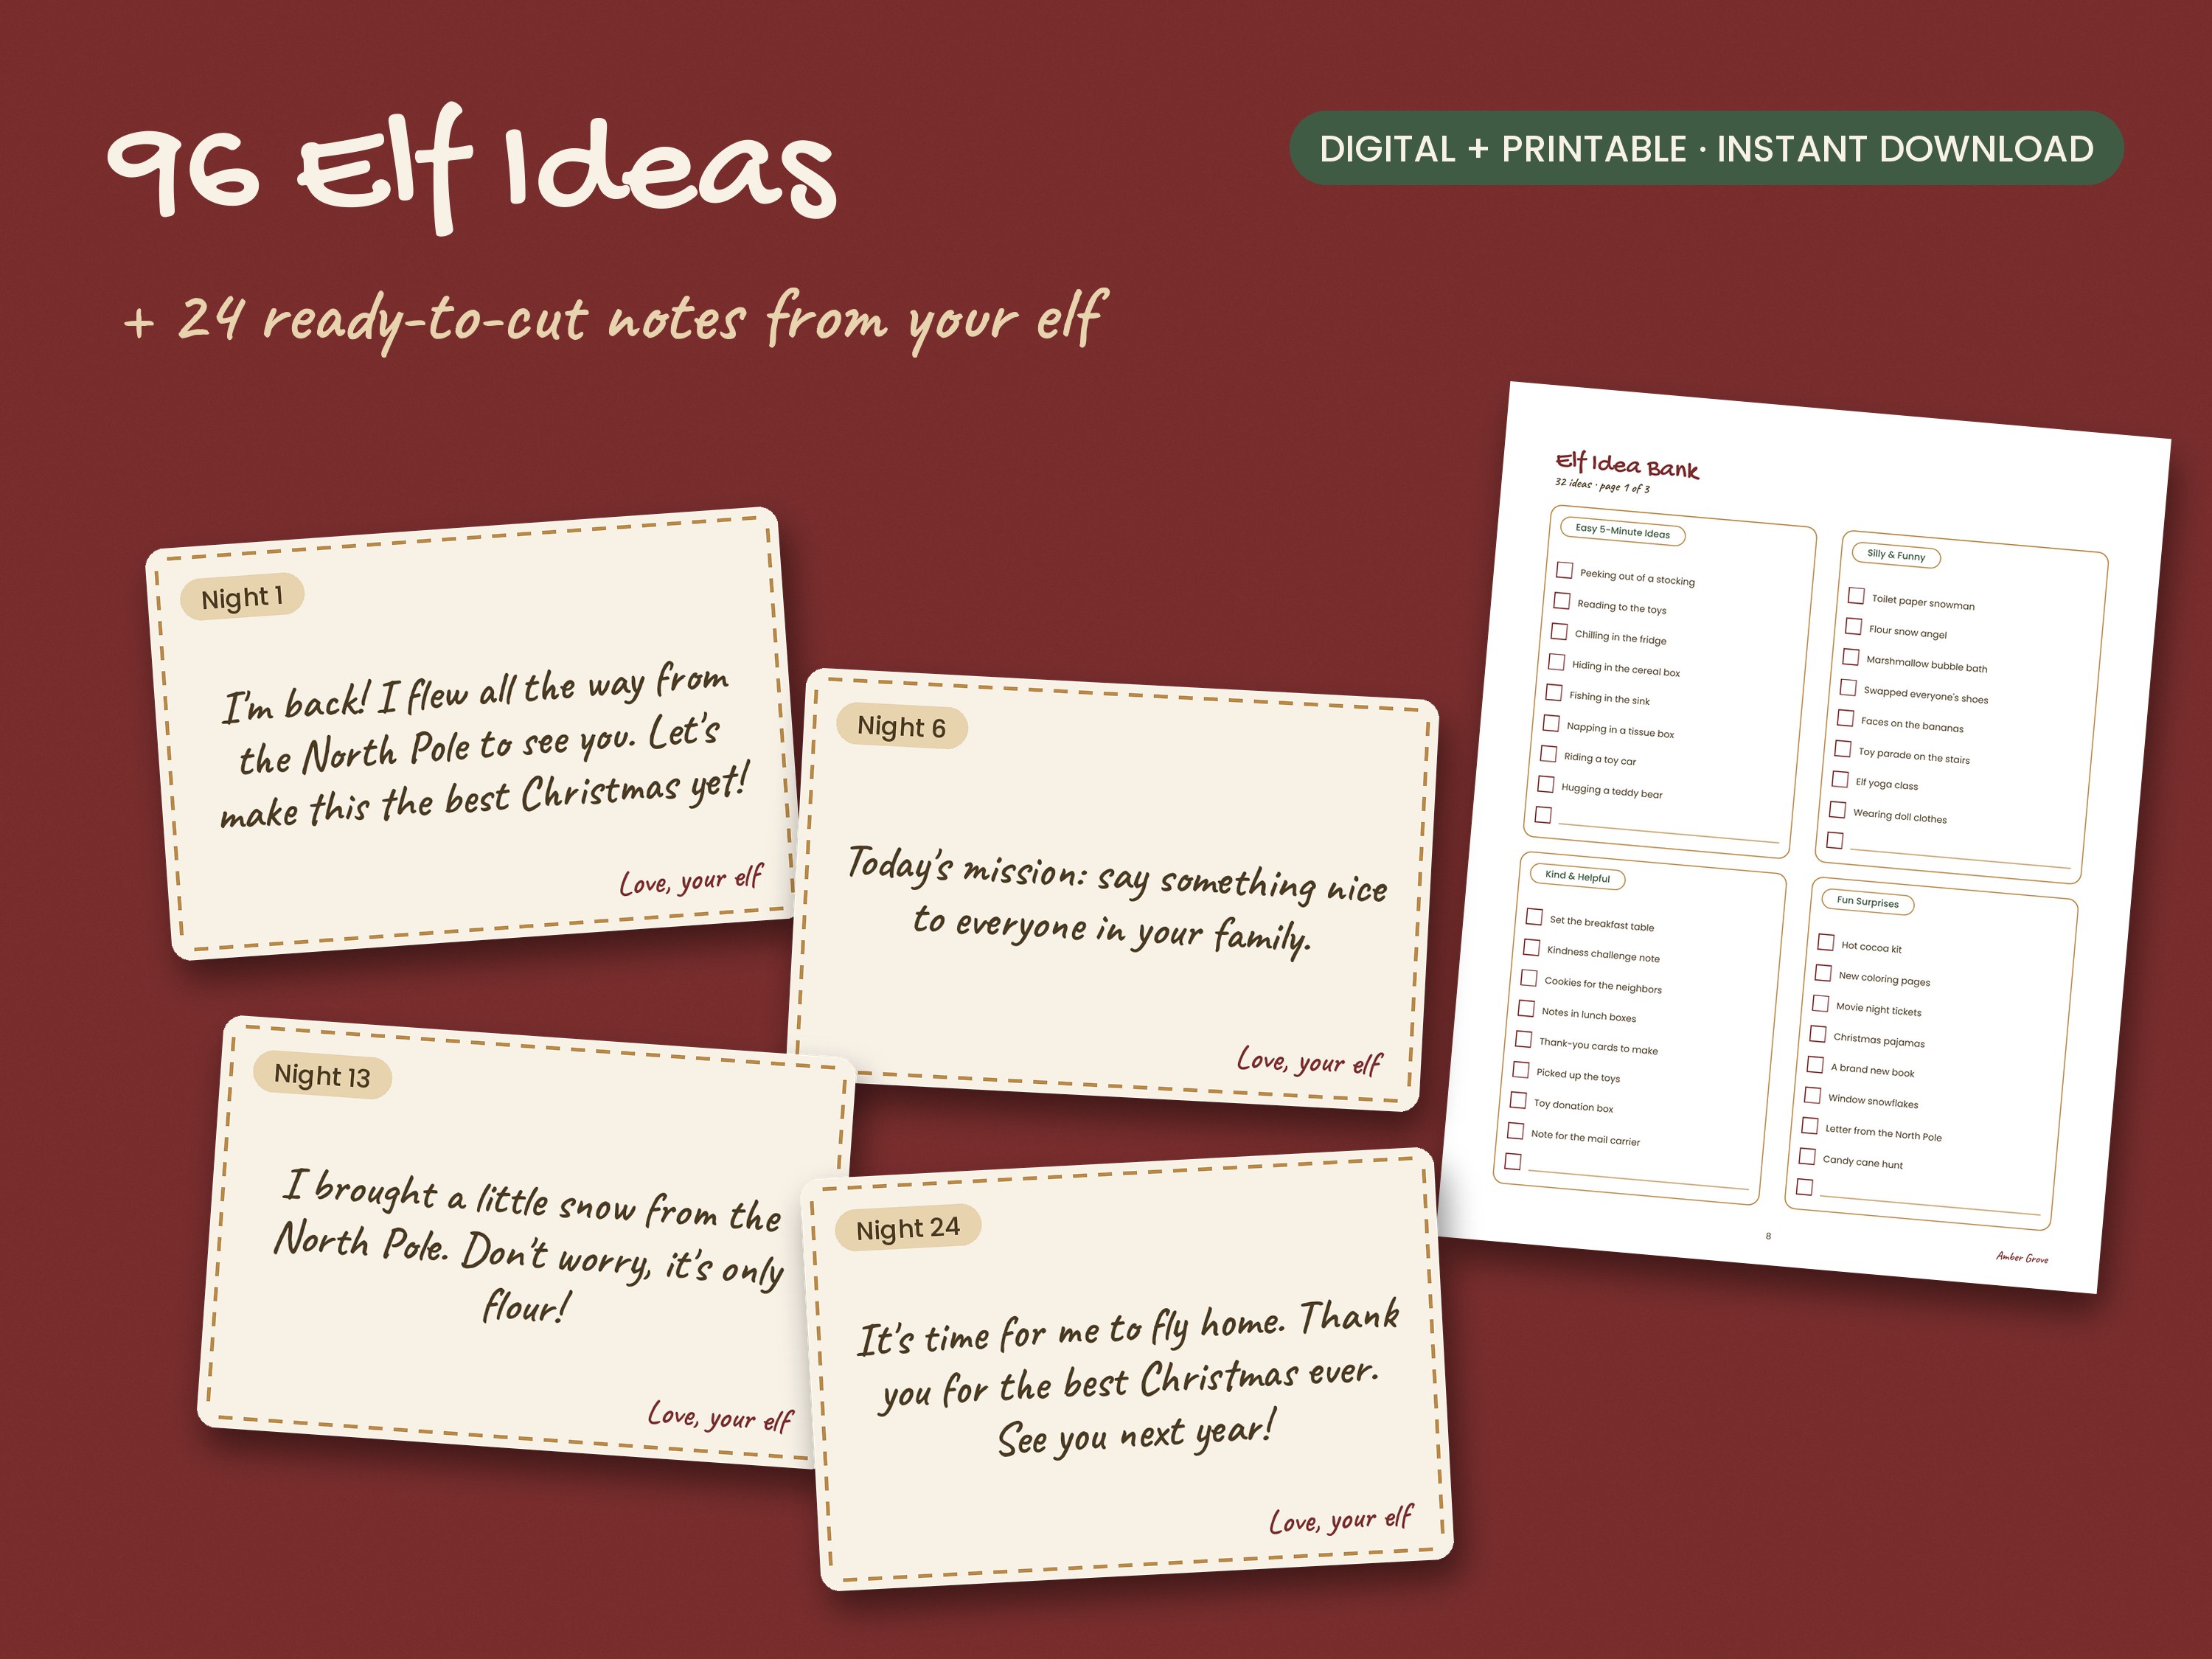 96 Elf Ideas
DIGITAL + PRINTABLE · INSTANT DOWNLOAD
+ 24 ready-to-cut notes from your elf
Night 1
I'm back! I flew all the way from
the North Pole to see you. Let's
make this the best Christmas yet!
Love, your elf
Night 6
Today's mission: say something nice
to everyone in your family.
Love, your elf
Night 13
I brought a little snow from the
North Pole. Don't worry, it's only
flour!
Love, your elf
Night 24
It's time for me to fly home. Thank
you for the best Christmas ever.
See you next year!
Love, your elf
Elf Idea Bank
32 ideas · page 1 of 3
Easy 5-Minute Ideas
Peeking out of a stocking
Reading to the toys
Chilling in the fridge
Hiding in the cereal box
Fishing in the sink
Napping in a tissue box
Riding a toy car
Hugging a teddy bear
Silly & Funny
Toilet paper snowman
Flour snow angel
Marshmallow bubble bath
Swapped everyone's shoes
Faces on the bananas
Toy parade on the stairs
Elf yoga class
Wearing doll clothes
Kind & Helpful
Set the breakfast table
Kindness challenge note
Cookies for the neighbors
Notes in lunch boxes
Thank-you cards to make
Picked up the toys
Toy donation box
Note for the mail carrier
Fun Surprises
Hot cocoa kit
New coloring pages
Movie night tickets
Christmas pajamas
A brand new book
Window snowflakes
Letter from the North Pole
Candy cane hunt
8
Amber Grove